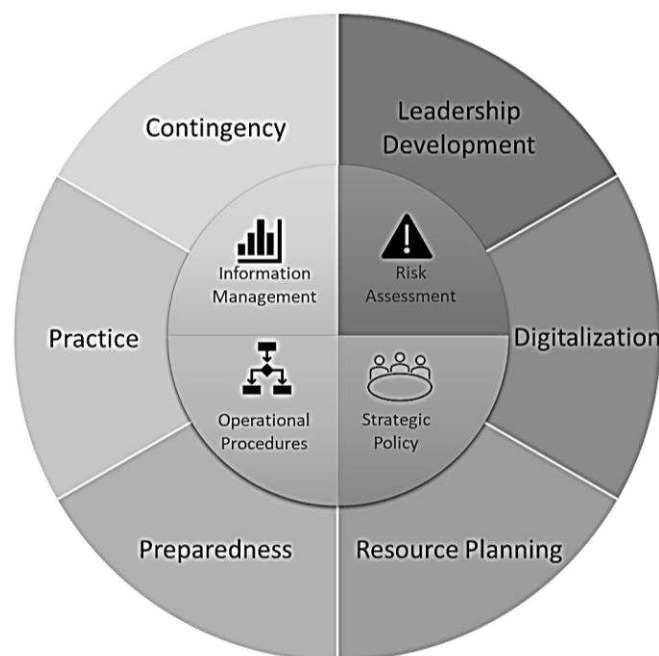 Contingency
Leadership
Development
Information
Management
Risk
Assessment
Practice
Digitalization
Operational
Procedures
Strategic
Policy
Preparedness
Resource Planning